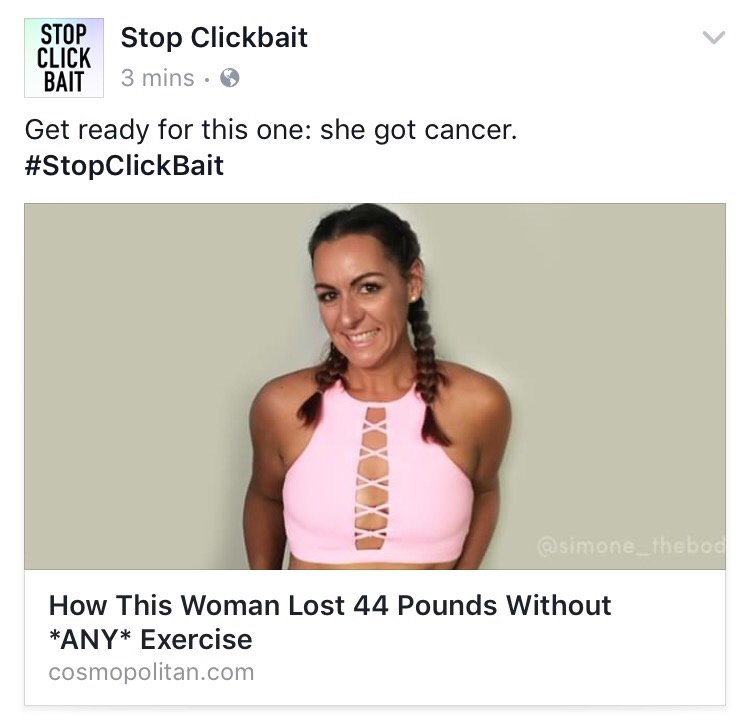 STOP
CLICK
BAIT
Stop Clickbait
3 mins ·
Get ready for this one: she got cancer.
#StopClickBait
@simone_thebod
How This Woman Lost 44 Pounds Without
*ANY* Exercise
cosmopolitan.com